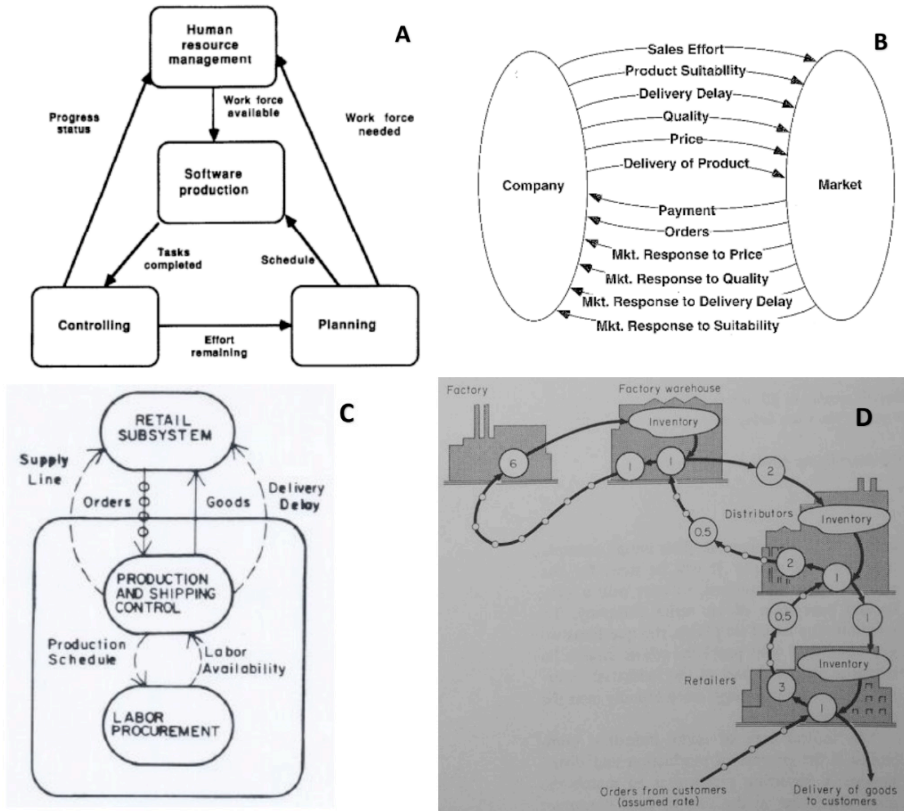 A
Human
resource
management
Progress
status
Work force
available
Work force
needed
Software
production
Tasks
completed
Schedule
Controlling
Effort
remaining
Planning
B
Sales Effort
Product Suitability
Delivery Delay
Quality
Price
Delivery of Product
Company
Market
Payment
Orders
Mkt. Response to Price
Mkt. Response to Quality
Mkt. Response to Delivery Delay
Mkt. Response to Suitability
C
RETAIL
SUBSYSTEM
Supply
Line
Orders
Goods
Delivery
Delay
PRODUCTION
AND SHIPPING
CONTROL
Production
Schedule
Labor
Availability
LABOR
PROCUREMENT
D
Factory
Factory warehouse
Inventory
6
1
1
2
Distributors
Inventory
0.5
2
1
0.5
1
Inventory
Retailers
3
1
Orders from customers
(assumed rate)
Delivery of goods
to customers